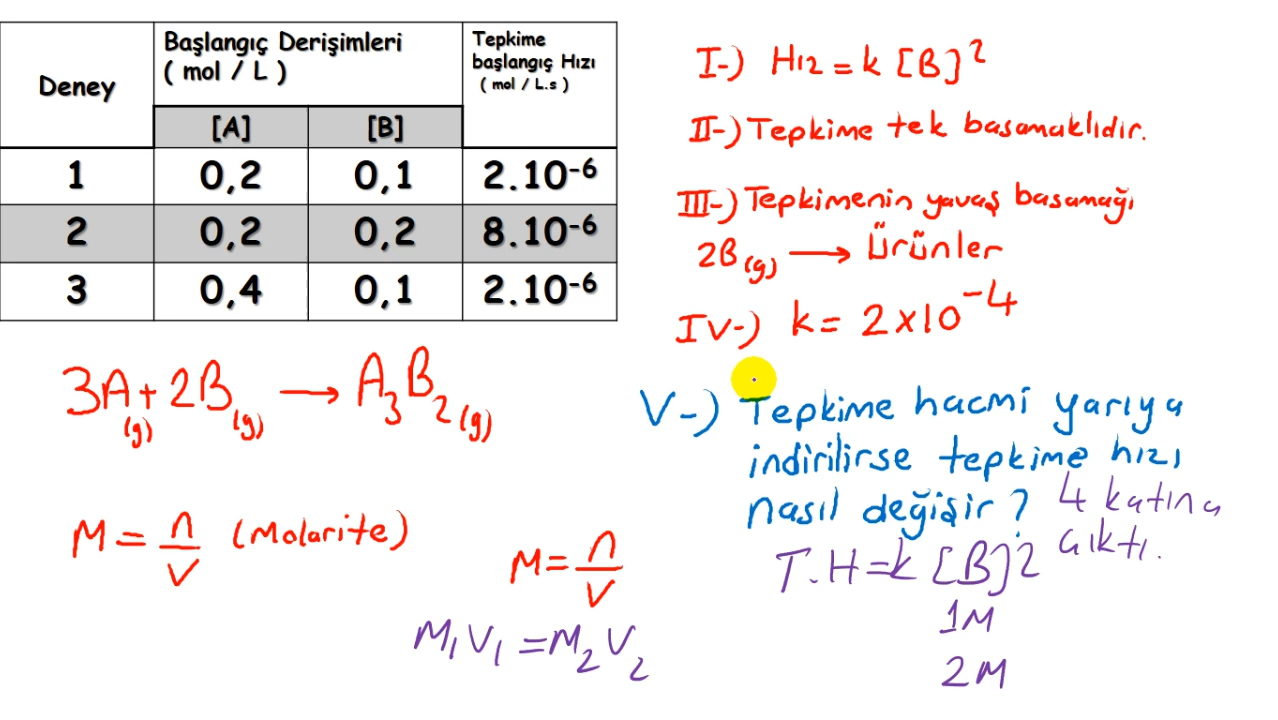 Deney
Başlangıç Derişimleri
( mol / L )
Tepkime
başlangıç Hızı
( mol / L.s )
[A] [B]
1 0,2 0,1 2.10⁻⁶
2 0,2 0,2 8.10⁻⁶
3 0,4 0,1 2.10⁻⁶
3A(g) + 2B(g) → A₃B₂(g)
M = n/V (Molarite)
M = n/V
M₁V₁ = M₂V₂
I-) Hız = k [B]²
II-) Tepkime tek basamaklıdır.
III-) Tepkimenin yavaş basamağı
2B(g) → Ürünler
IV-) k = 2x10⁻⁴
V-) Tepkime hacmi yarıya
indirilirse tepkime hızı
nasıl değişir? 4 katına
çıktı.
T.H = k [B]²
1M
2M